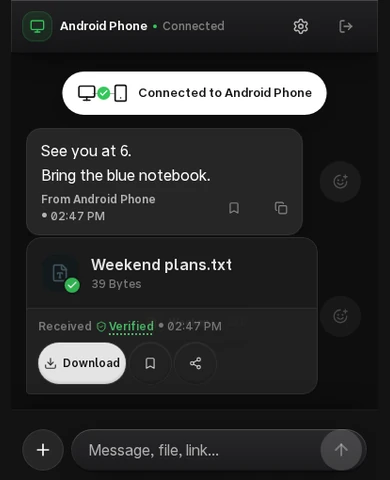 Android Phone • Connected
Connected to Android Phone
See you at 6.
Bring the blue notebook.
From Android Phone
• 02:47 PM
Weekend plans.txt
39 Bytes
Received Verified • 02:47 PM
Download
Message, file, link...